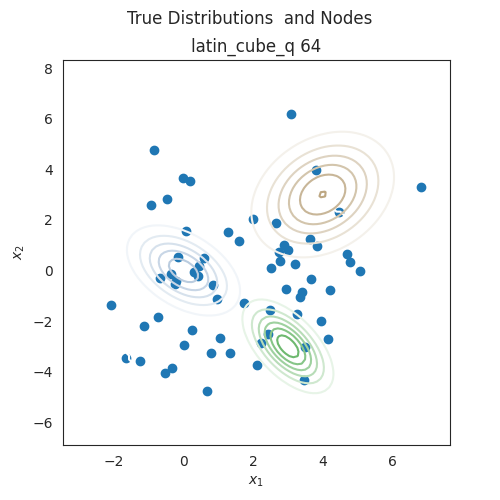 True Distributions and Nodes
latin_cube_q 64
8
6
4
2
0
−2
−4
−6
x₂
−2 0 2 4 6
x₁